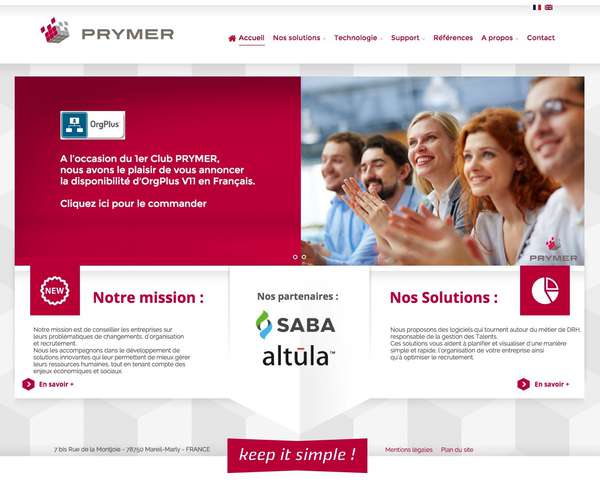 PRYMER
Accueil Nos solutions Technologie Support Références A propos Contact
OrgPlus
A l'occasion du 1er Club PRYMER,
nous avons le plaisir de vous annoncer
la disponibilité d'OrgPlus V11 en Français.
Cliquez ici pour le commander
PRYMER
NEW
Notre mission :
Notre mission est de conseiller les entreprises sur
leurs problématiques de changements, d'organisation
et recrutement.
Nous les accompagnons dans le développement de
solutions innovantes qui leur permettent de mieux gérer
leurs ressources humaines, tout en tenant compte des
enjeux économiques et sociaux.
En savoir +
Nos partenaires :
SABA
altūla™
Nos Solutions :
Nous proposons des logiciels qui tournent autour du métier de DRH,
responsable de la gestion des Talents.
Ces solutions vous aident à planifier et visualiser d'une manière
simple et rapide, l'organisation de votre entreprise ainsi
qu'à optimiser le recrutement.
En savoir +
7 bis Rue de la Montjoie - 78750 Mareil-Marly - FRANCE
keep it simple !
Mentions légales Plan du site